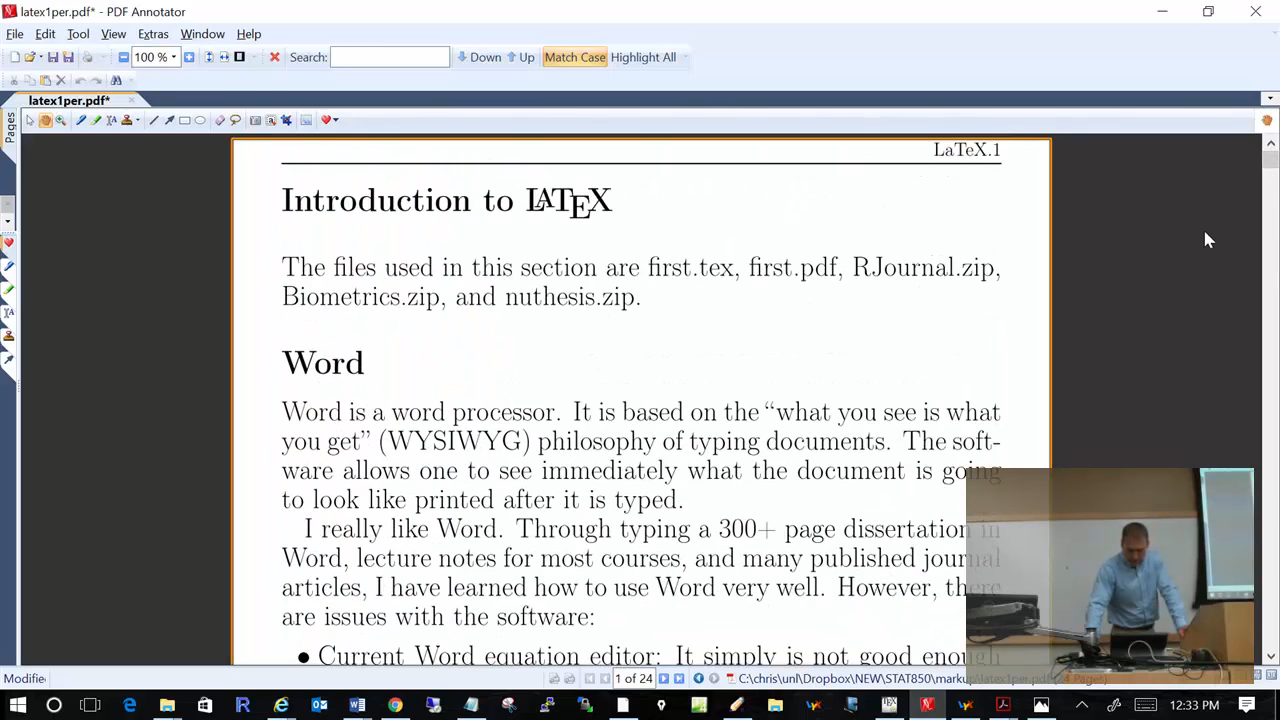 latex1per.pdf* - PDF Annotator
File Edit Tool View Extras Window Help
100 % Search: Down Up Match Case Highlight All
latex1per.pdf*
Pages
LaTeX.1
Introduction to LATEX
The files used in this section are first.tex, first.pdf, RJournal.zip,
Biometrics.zip, and nuthesis.zip.
Word
Word is a word processor. It is based on the “what you see is what
you get” (WYSIWYG) philosophy of typing documents. The soft-
ware allows one to see immediately what the document is going
to look like printed after it is typed.
I really like Word. Through typing a 300+ page dissertation in
Word, lecture notes for most courses, and many published journal
articles, I have learned how to use Word very well. However, there
are issues with the software:
• Current Word equation editor: It simply is not good enough
Modifie 1 of 24 C:\chris\unl\Dropbox\NEW\STAT850\markup\latex1per.pdf Pages)
12:33 PM